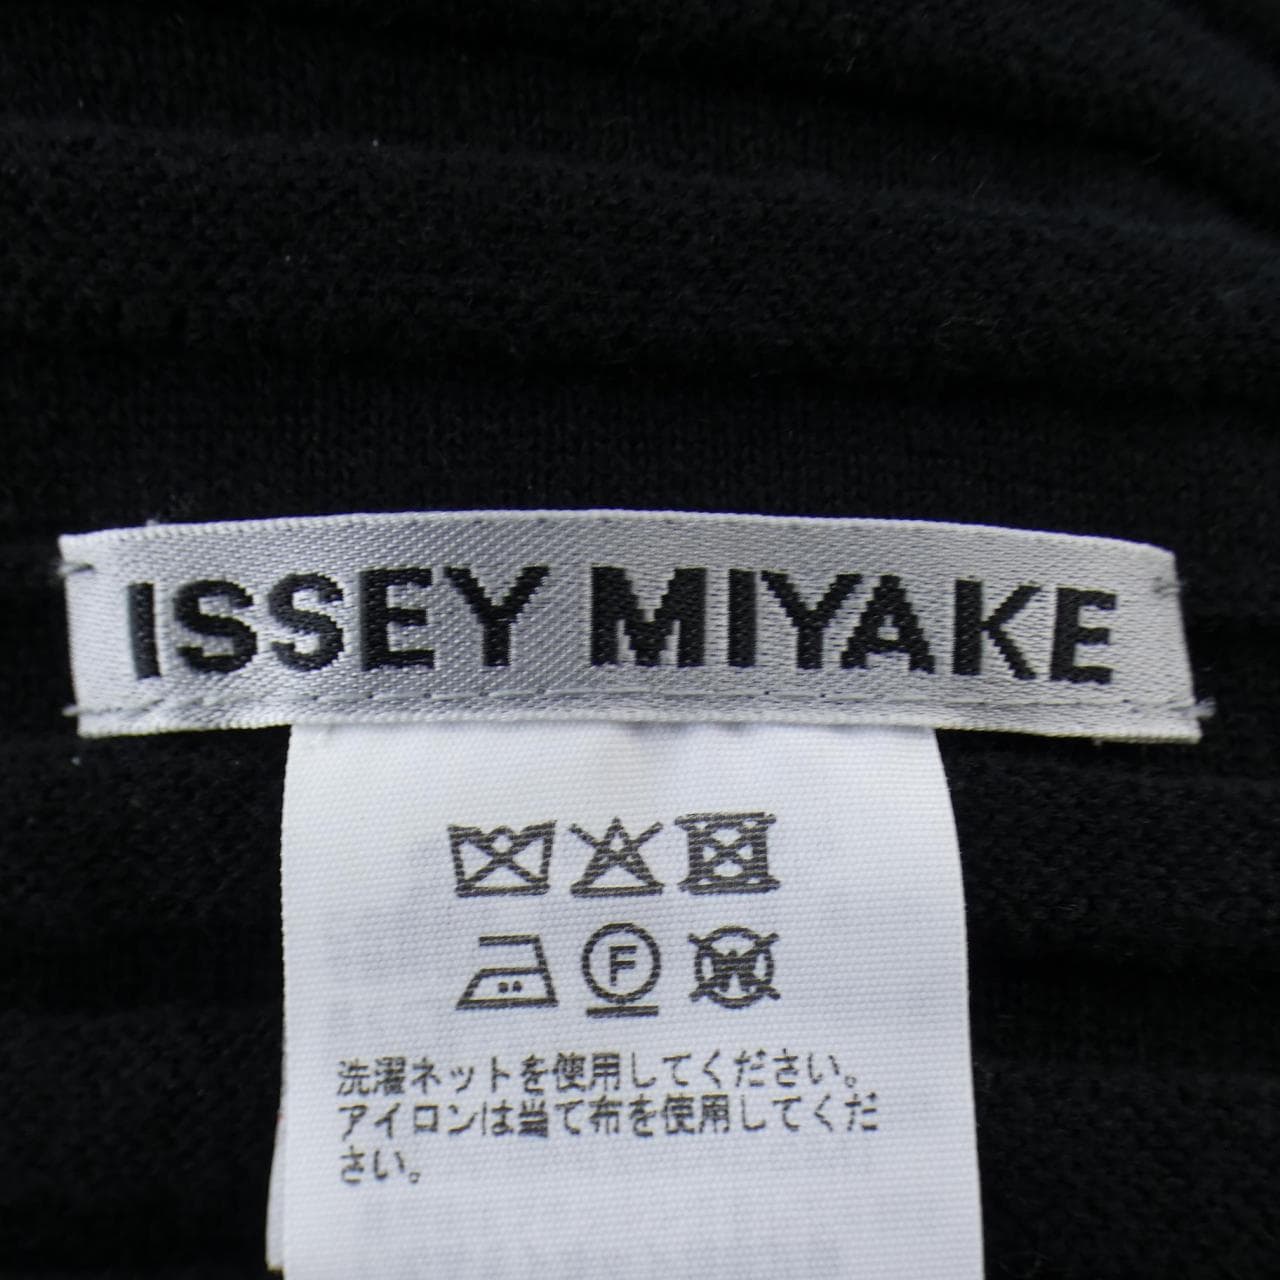 ISSEY MIYAKE
F
W
洗濯ネットを使用してください。
アイロンは当て布を使用してくだ
さい。